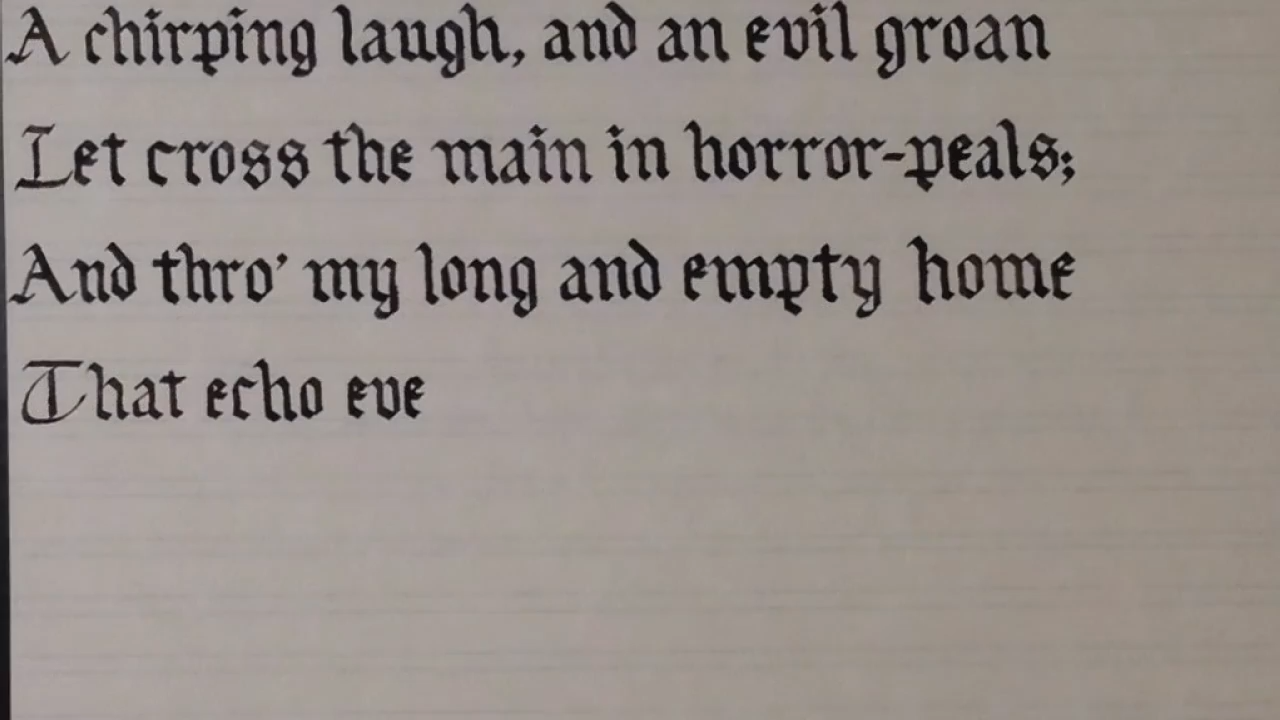 A chirping laugh, and an evil groan
Let cross the main in horror-peals;
And thro' my long and empty home
That echo eve